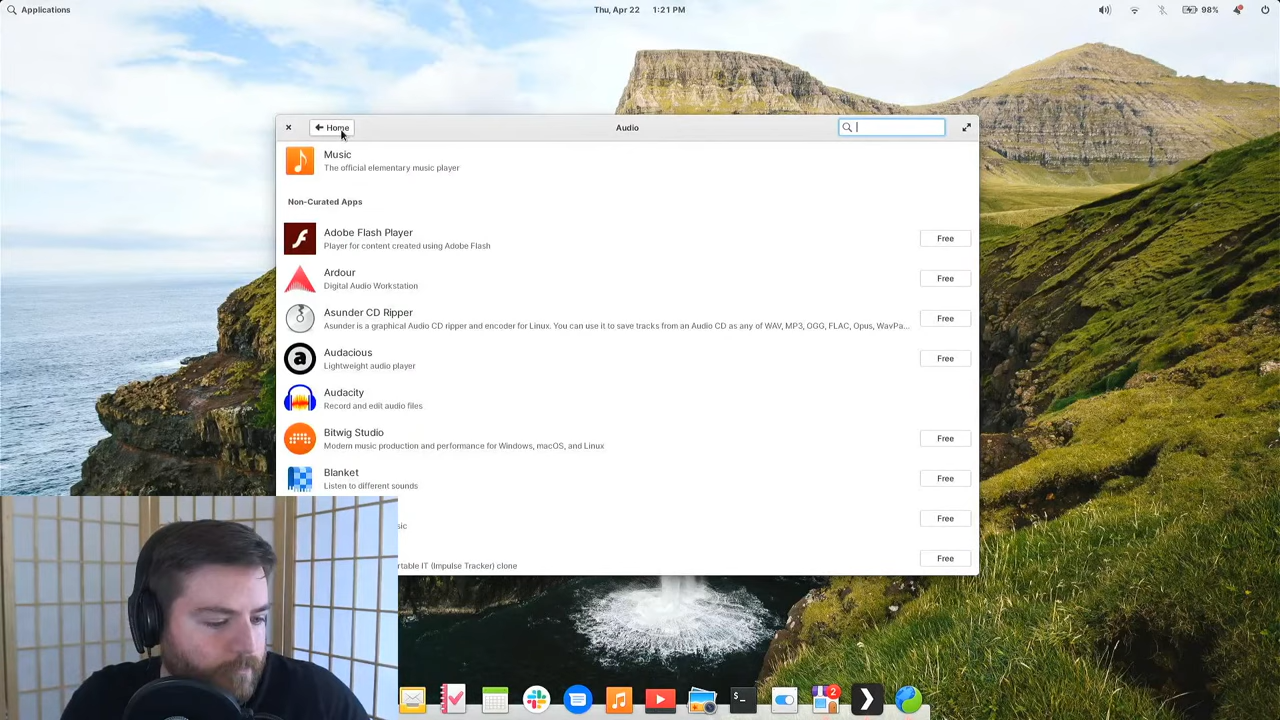 Applications
Thu, Apr 22 1:21 PM
98%
Home
Audio
Music
The official elementary music player
Non-Curated Apps
Adobe Flash Player
Player for content created using Adobe Flash
Free
Ardour
Digital Audio Workstation
Free
Asunder CD Ripper
Asunder is a graphical Audio CD ripper and encoder for Linux. You can use it to save tracks from an Audio CD as any of WAV, MP3, OGG, FLAC, Opus, WavPa...
Free
Audacious
Lightweight audio player
Free
Audacity
Record and edit audio files
Bitwig Studio
Modern music production and performance for Windows, macOS, and Linux
Free
Blanket
Listen to different sounds
Free
sic
Free
rtable IT (Impulse Tracker) clone
Free
2